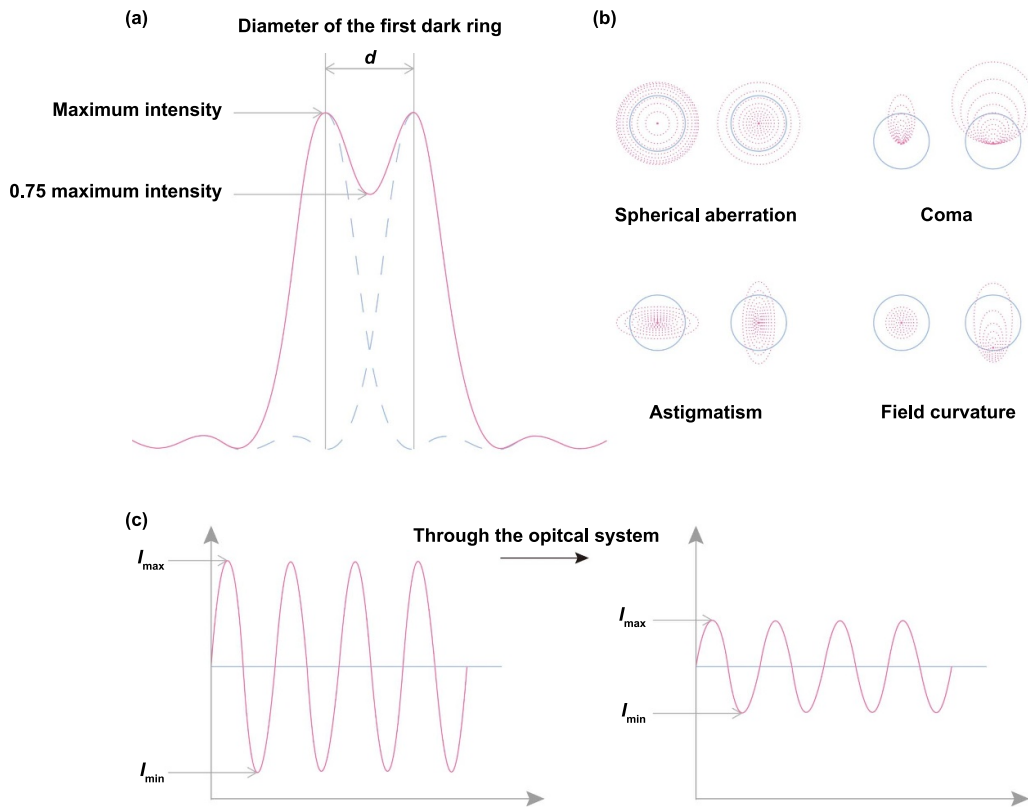 (a)
Diameter of the first dark ring
d
Maximum intensity
0.75 maximum intensity
(b)
Spherical aberration
Coma
Astigmatism
Field curvature
(c)
Through the opitcal system
Imax
Imin
Imax
Imin